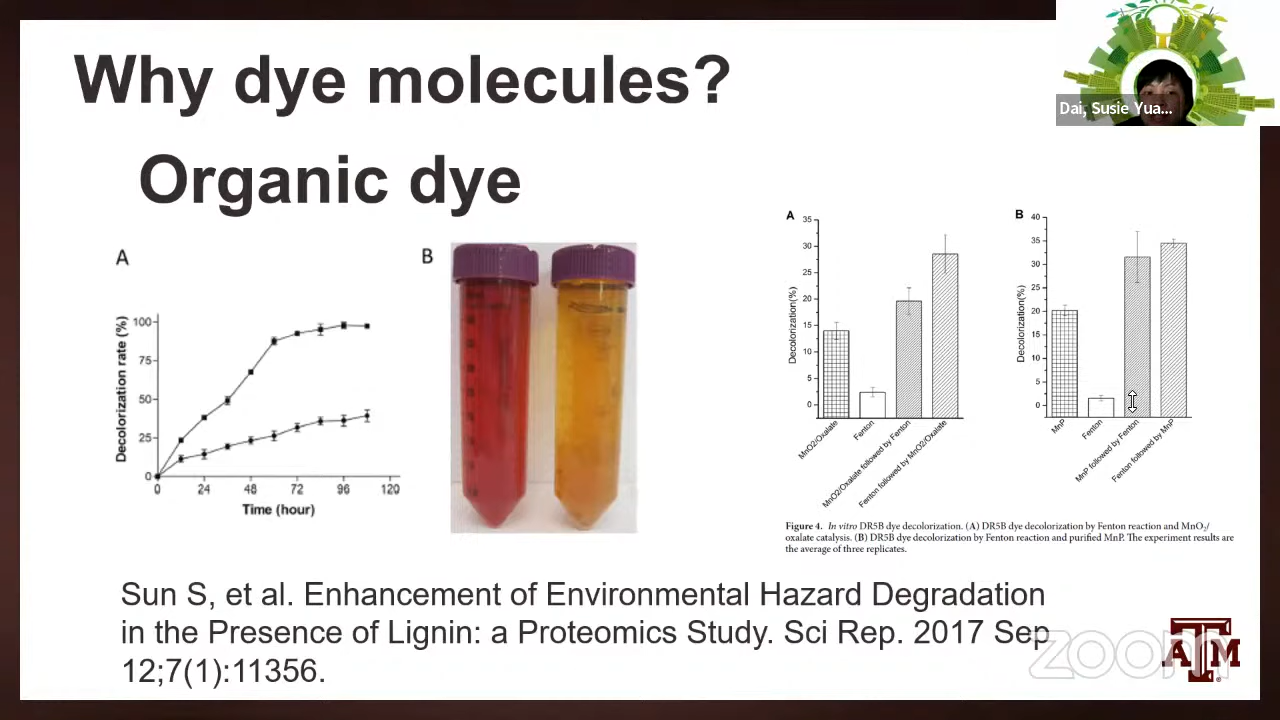 Why dye molecules?
Organic dye
Dai, Susie Yua...
A
B
Decolorization rate (%)
100
75
50
25
0
0 24 48 72 96 120
Time (hour)
A
Decolorization(%)
35
30
25
20
15
10
5
0
MnO2/Oxalate
Fenton
MnO2/Oxalate followed by Fenton
Fenton followed by MnO2/Oxalate
B
Decolorization(%)
40
35
30
25
20
15
10
5
0
MnP
Fenton
MnP followed by Fenton
Fenton followed by MnP
Figure 4. In vitro DR5B dye decolorization. (A) DR5B dye decolorization by Fenton reaction and MnO₂/
oxalate catalysis. (B) DR5B dye decolorization by Fenton reaction and purified MnP. The experiment results are
the average of three replicates.
Sun S, et al. Enhancement of Environmental Hazard Degradation
in the Presence of Lignin: a Proteomics Study. Sci Rep. 2017 Sep
12;7(1):11356.
zoom
ATM